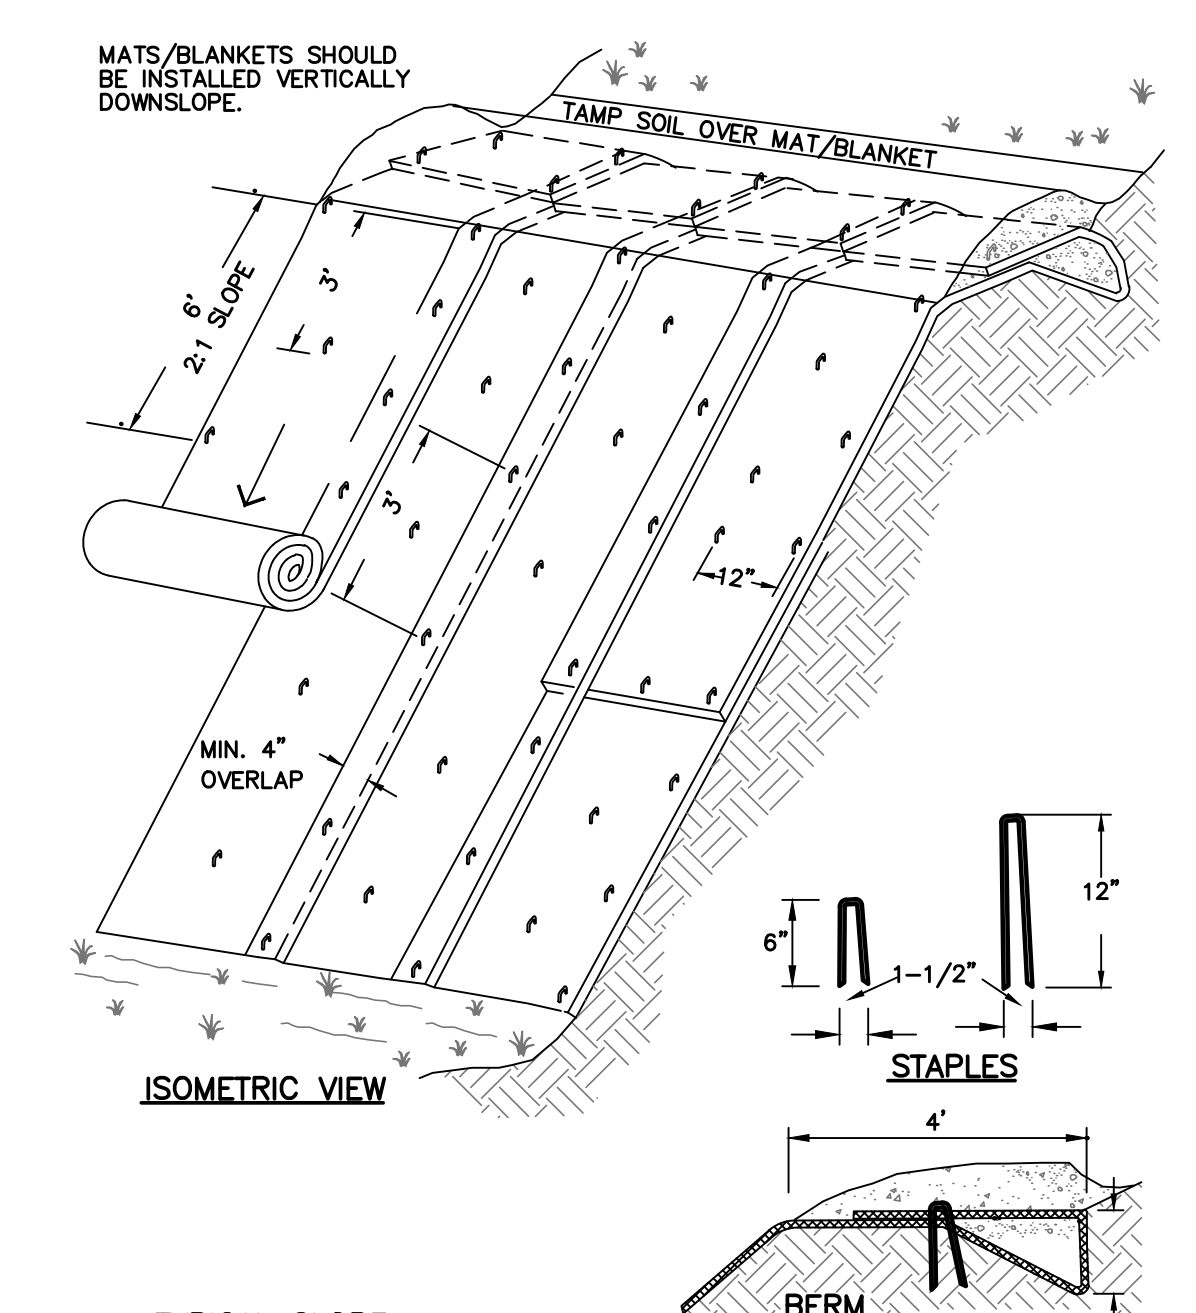 MATS/BLANKETS SHOULD
BE INSTALLED VERTICALLY
DOWNSLOPE.
TAMP SOIL OVER MAT/BLANKET
6'
2:1 SLOPE
3'
3'
12"
MIN. 4"
OVERLAP
12"
6"
1-1/2"
STAPLES
ISOMETRIC VIEW
4'
BERM